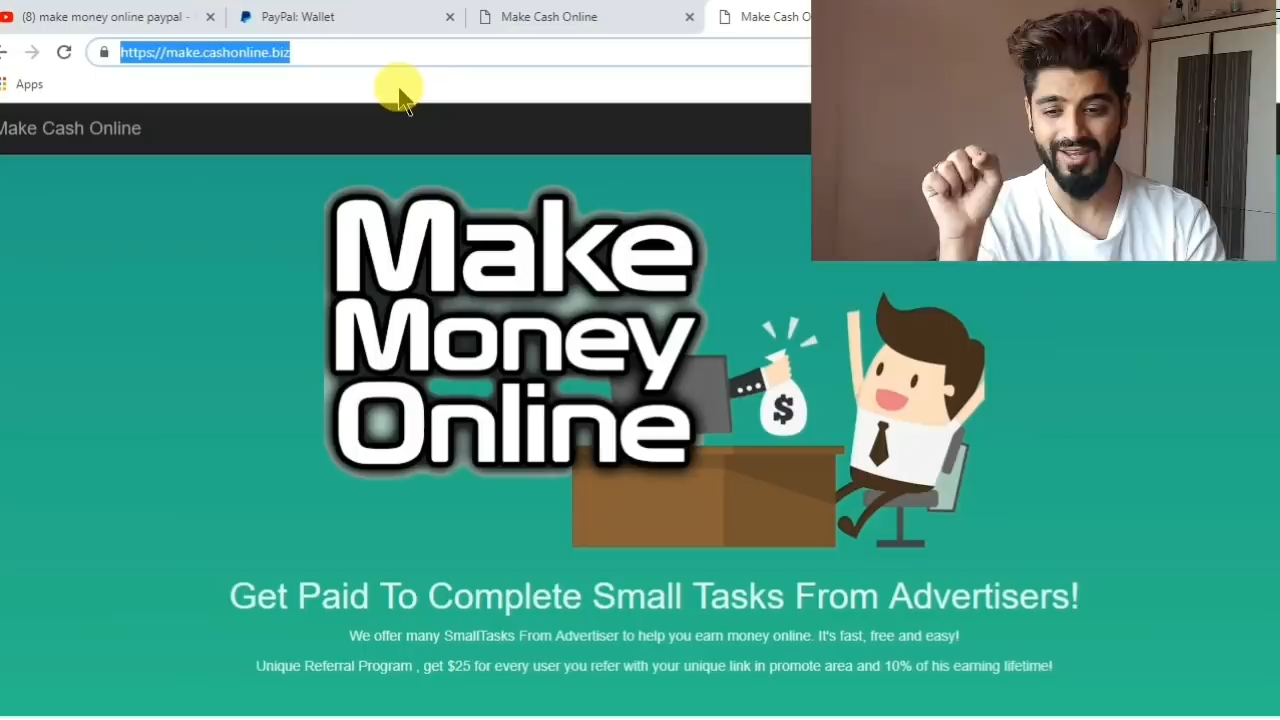 (8) make money online paypal -
PayPal: Wallet
Make Cash Online
Make Cash O
https://make.cashonline.biz
Apps
Make Cash Online
Make
Money
Online
$
Get Paid To Complete Small Tasks From Advertisers!
We offer many SmallTasks From Advertiser to help you earn money online. It's fast, free and easy!
Unique Referral Program , get $25 for every user you refer with your unique link in promote area and 10% of his earning lifetime!